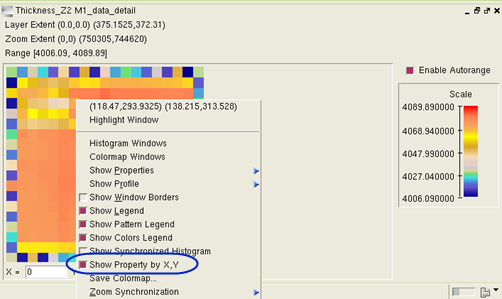 Thickness_Z2 M1_data_detail
Layer Extent (0.0,0.0) (375.1525,372.31)
Zoom Extent (0,0) (750305,744620)
Range [4006.09, 4089.89]
Enable Autorange
Scale
4089.890000
4068.940000
4047.990000
4027.040000
4006.090000
(118.47,293.9325) (138.215,313.528)
Highlight Window
Histogram Windows
Colormap Windows
Show Properties
Show Profile
Show Window Borders
Show Legend
Show Pattern Legend
Show Colors Legend
Show Synchronized Histogram
Show Property by X,Y
Save Colormap...
Zoom Synchronization
X = 0